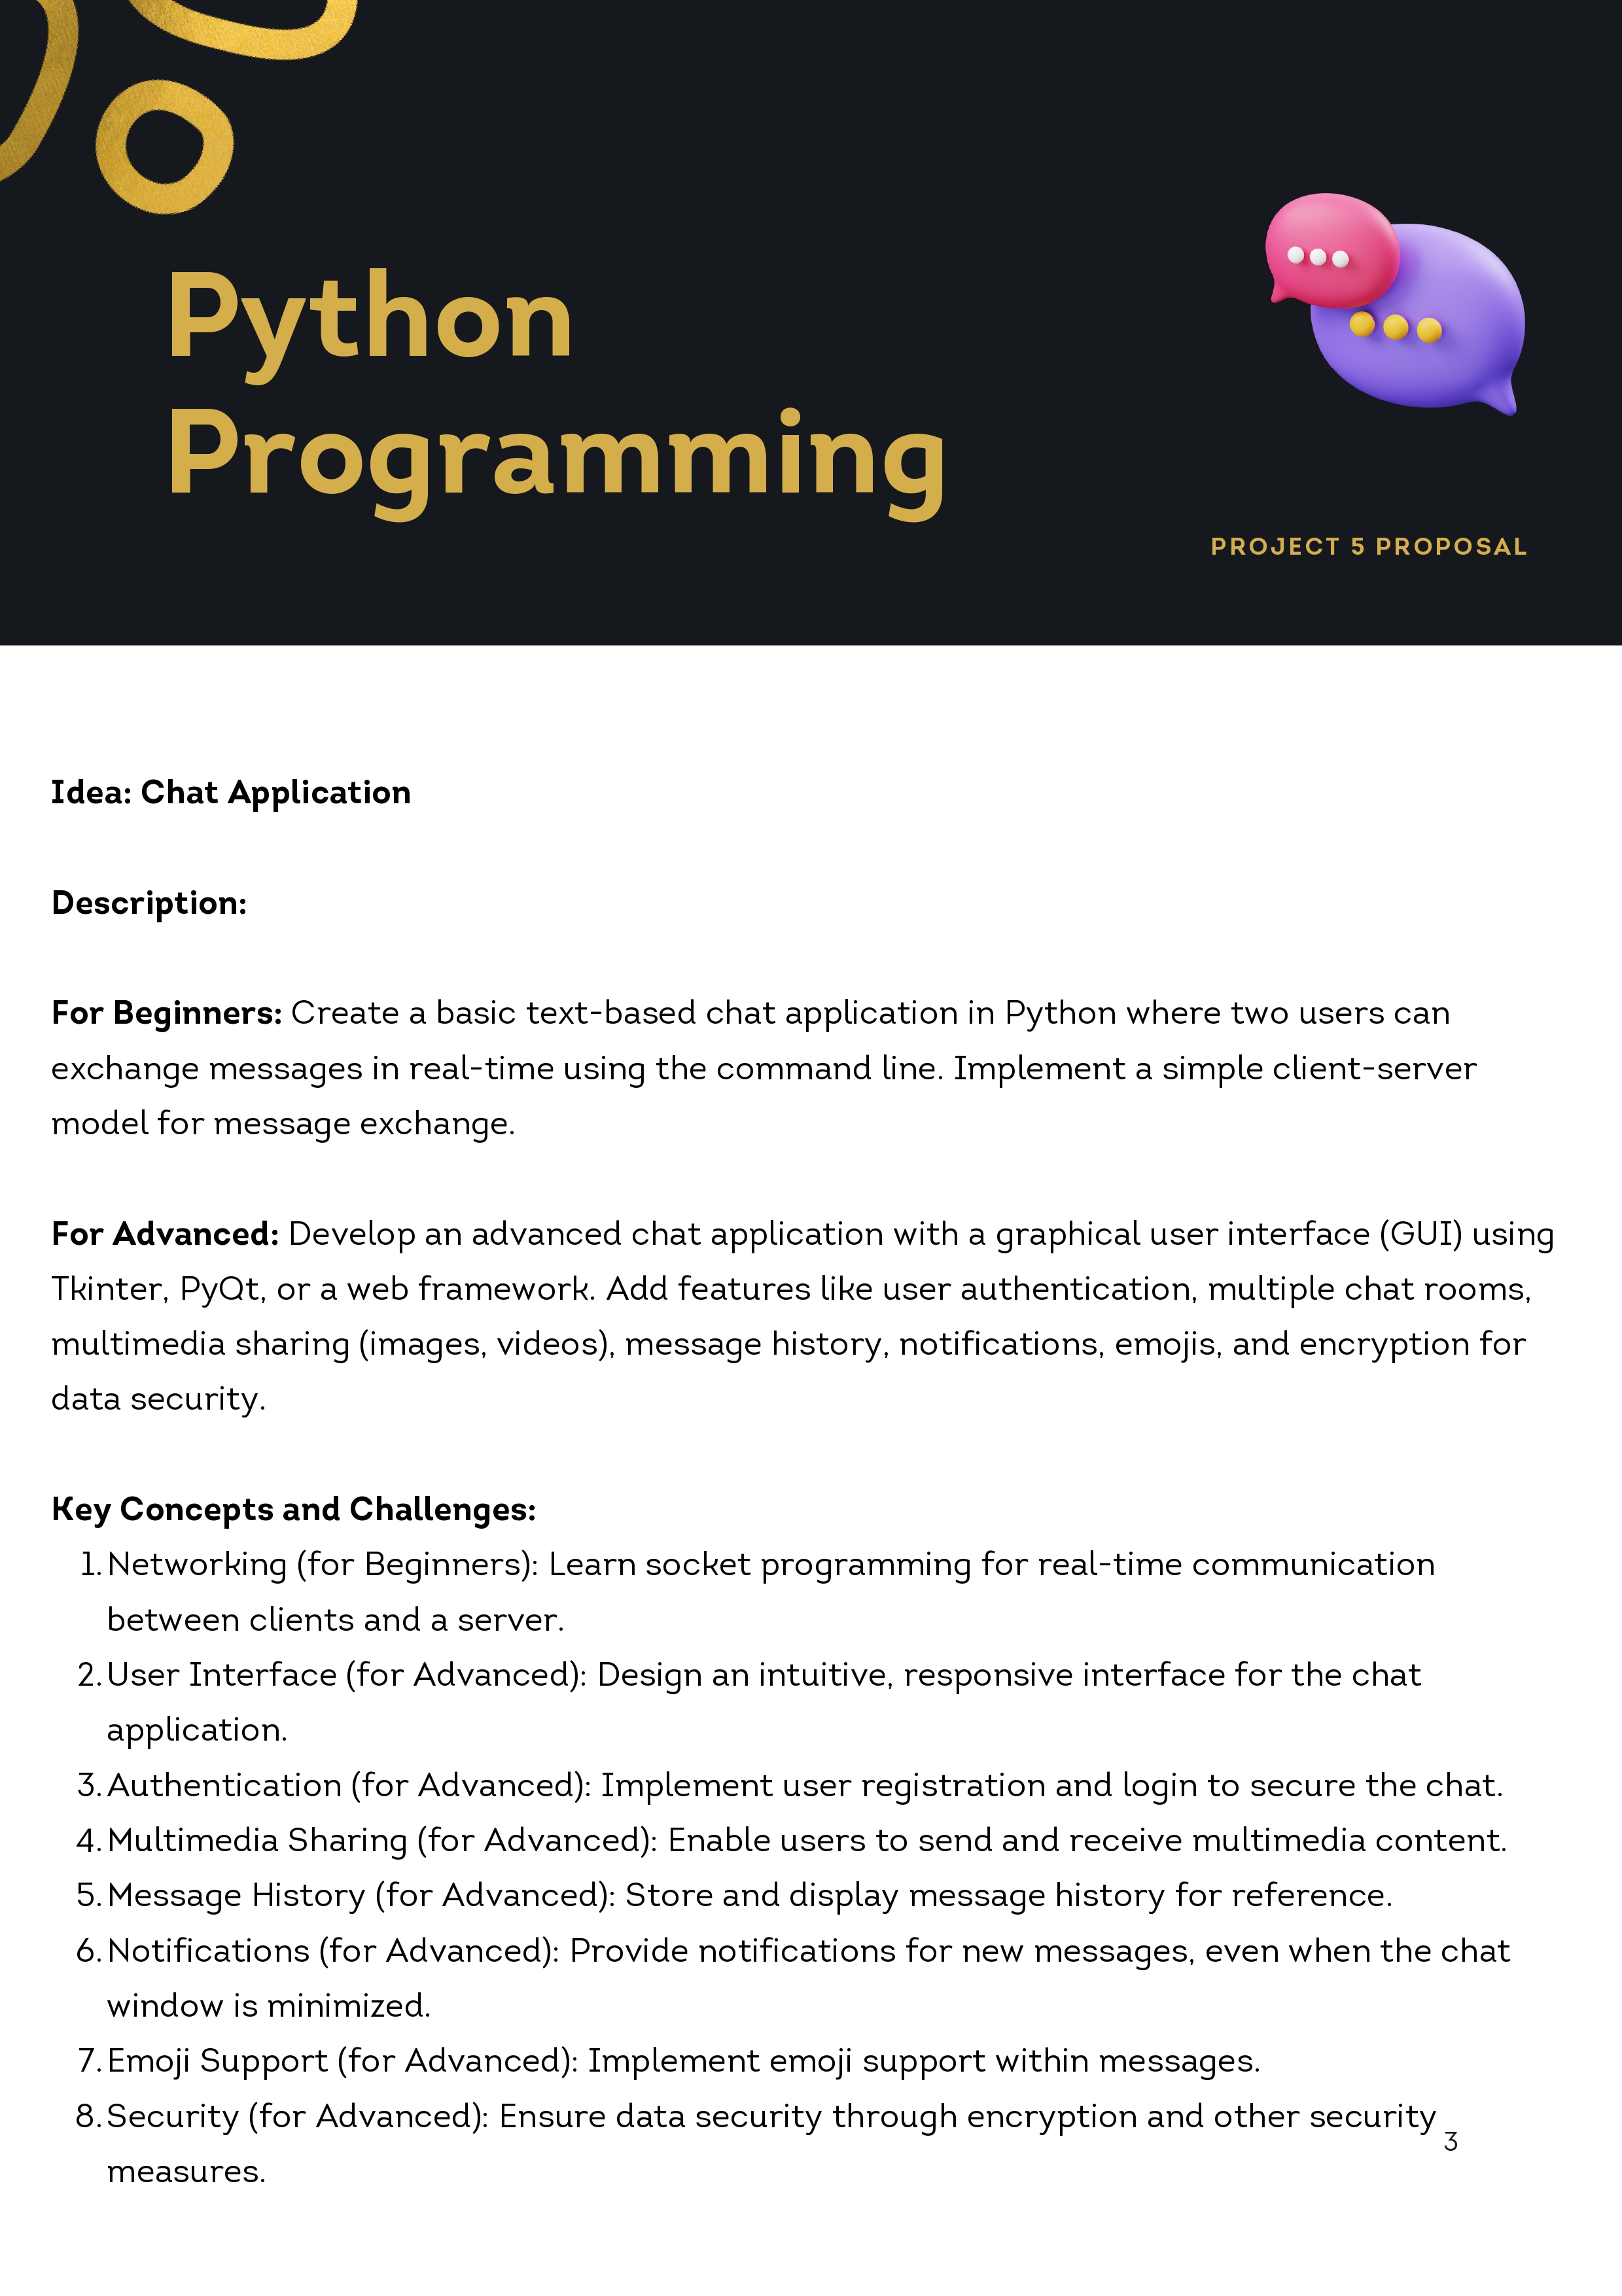 Python
Programming
PROJECT 5 PROPOSAL
Idea: Chat Application
Description:
For Beginners: Create a basic text-based chat application in Python where two users can
exchange messages in real-time using the command line. Implement a simple client-server
model for message exchange.
For Advanced: Develop an advanced chat application with a graphical user interface (GUI) using
Tkinter, PyQt, or a web framework. Add features like user authentication, multiple chat rooms,
multimedia sharing (images, videos), message history, notifications, emojis, and encryption for
data security.
Key Concepts and Challenges:
1. Networking (for Beginners): Learn socket programming for real-time communication
between clients and a server.
2. User Interface (for Advanced): Design an intuitive, responsive interface for the chat
application.
3. Authentication (for Advanced): Implement user registration and login to secure the chat.
4. Multimedia Sharing (for Advanced): Enable users to send and receive multimedia content.
5. Message History (for Advanced): Store and display message history for reference.
6. Notifications (for Advanced): Provide notifications for new messages, even when the chat
window is minimized.
7. Emoji Support (for Advanced): Implement emoji support within messages.
8. Security (for Advanced): Ensure data security through encryption and other security
measures.
3